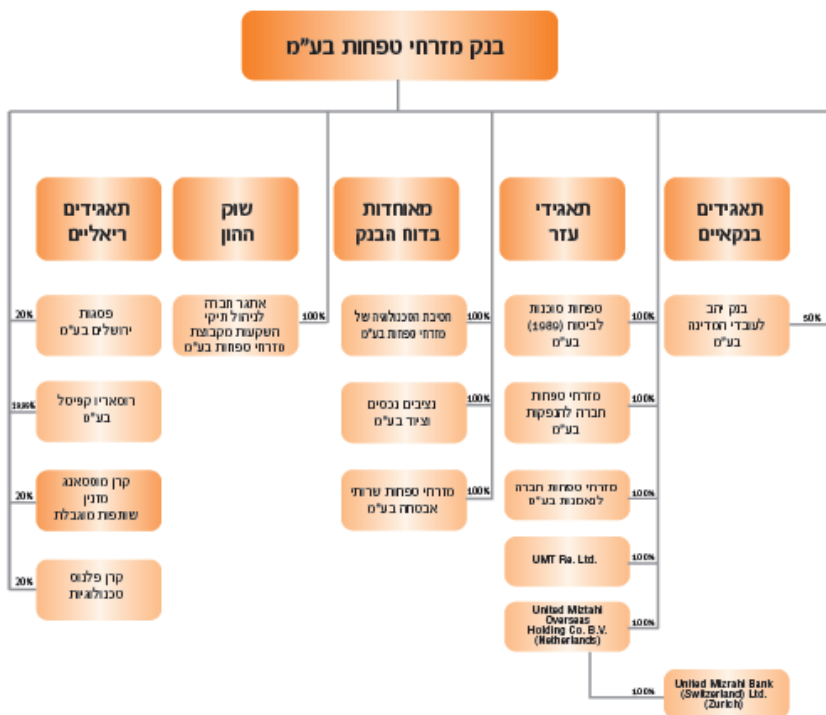 בנק מזרחי טפחות בע"מ
תאגידים
בנקאיים
בנק יהב
לעובדי המדינה
בע"מ
50%
תאגידי
עזר
טפחות סוכנות
לביטוח (1989)
בע"מ
100%
מזרחי טפחות
חברה להנפקות
בע"מ
100%
מזרחי טפחות חברה
לנאמנות בע"מ
100%
UMT Re. Ltd.
100%
United Miztahi
Overseas
Holding Co. B.V.
(Netherlands)
100%
United Mizrahi Bank
(Switzerland) Ltd.
(Zurich)
100%
מאוחדות
בדוח הבנק
חטיבת הטכנולוגיה של
מזרחי טפחות בע"מ
100%
נציבים נכסים
וציוד בע"מ
100%
מזרחי טפחות שרותי
אבטחה בע"מ
100%
שוק
ההון
אתגר חברה
לניהול תיקי
השקעות מקבוצת
מזרחי טפחות בע"מ
100%
תאגידים
ריאליים
פסגות
ירושלים בע"מ
20%
רוסאריו קפיטל
בע"מ
19.99%
קרן מוסטאנג
מזנין
שותפות מוגבלת
20%
קרן פלנוס
טכנולוגיות
20%